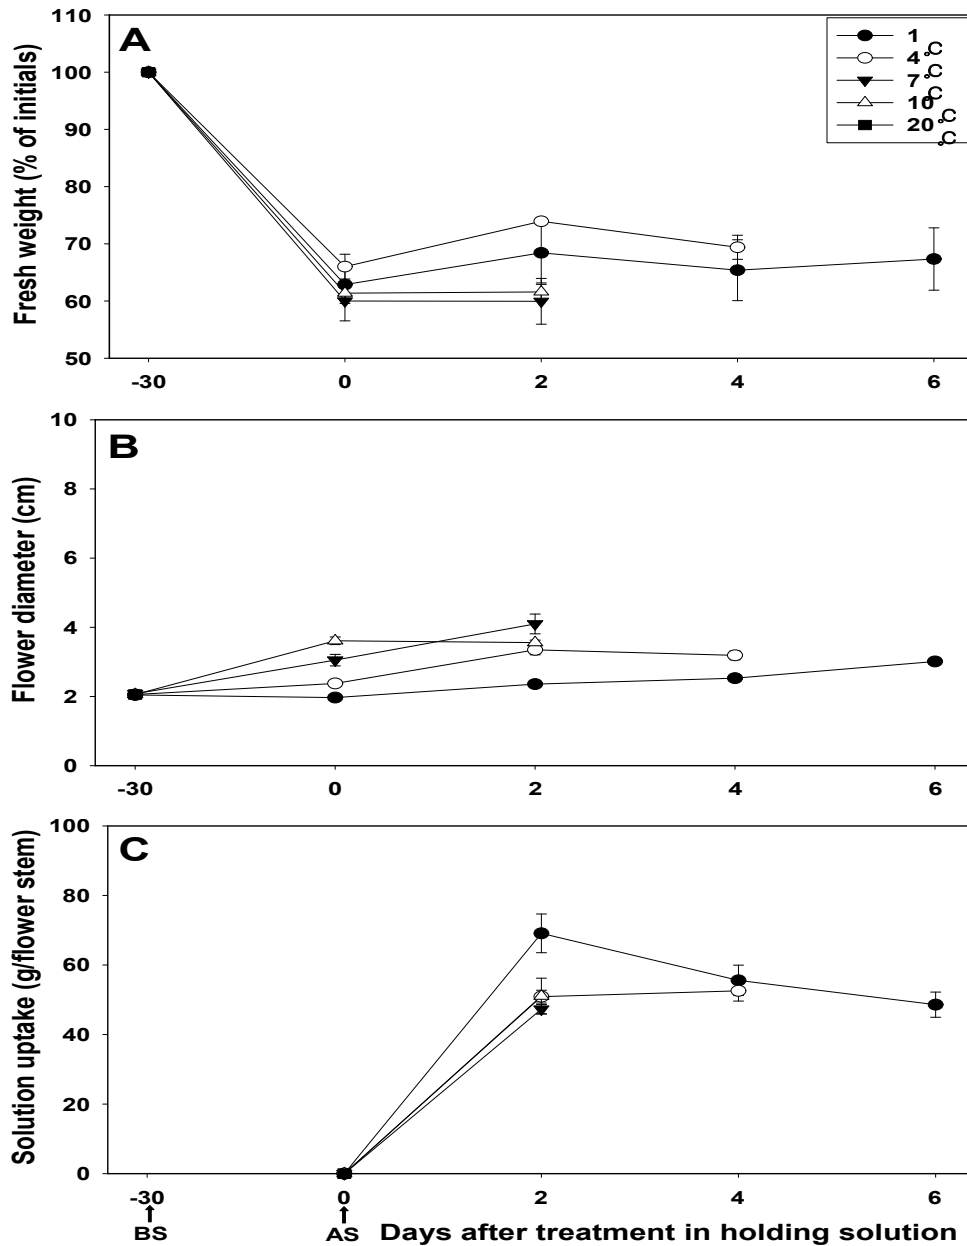 110
100
90
80
70
60
50
Fresh weight (% of initials)
A
1
4 °C
7 °C
10 °C
20 °C
°C
-30 0 2 4 6
10
8
6
4
2
0
Flower diameter (cm)
B
-30 0 2 4 6
100
80
60
40
20
0
Solution uptake (g/flower stem)
C
-30 0 2 4 6
BS AS Days after treatment in holding solution